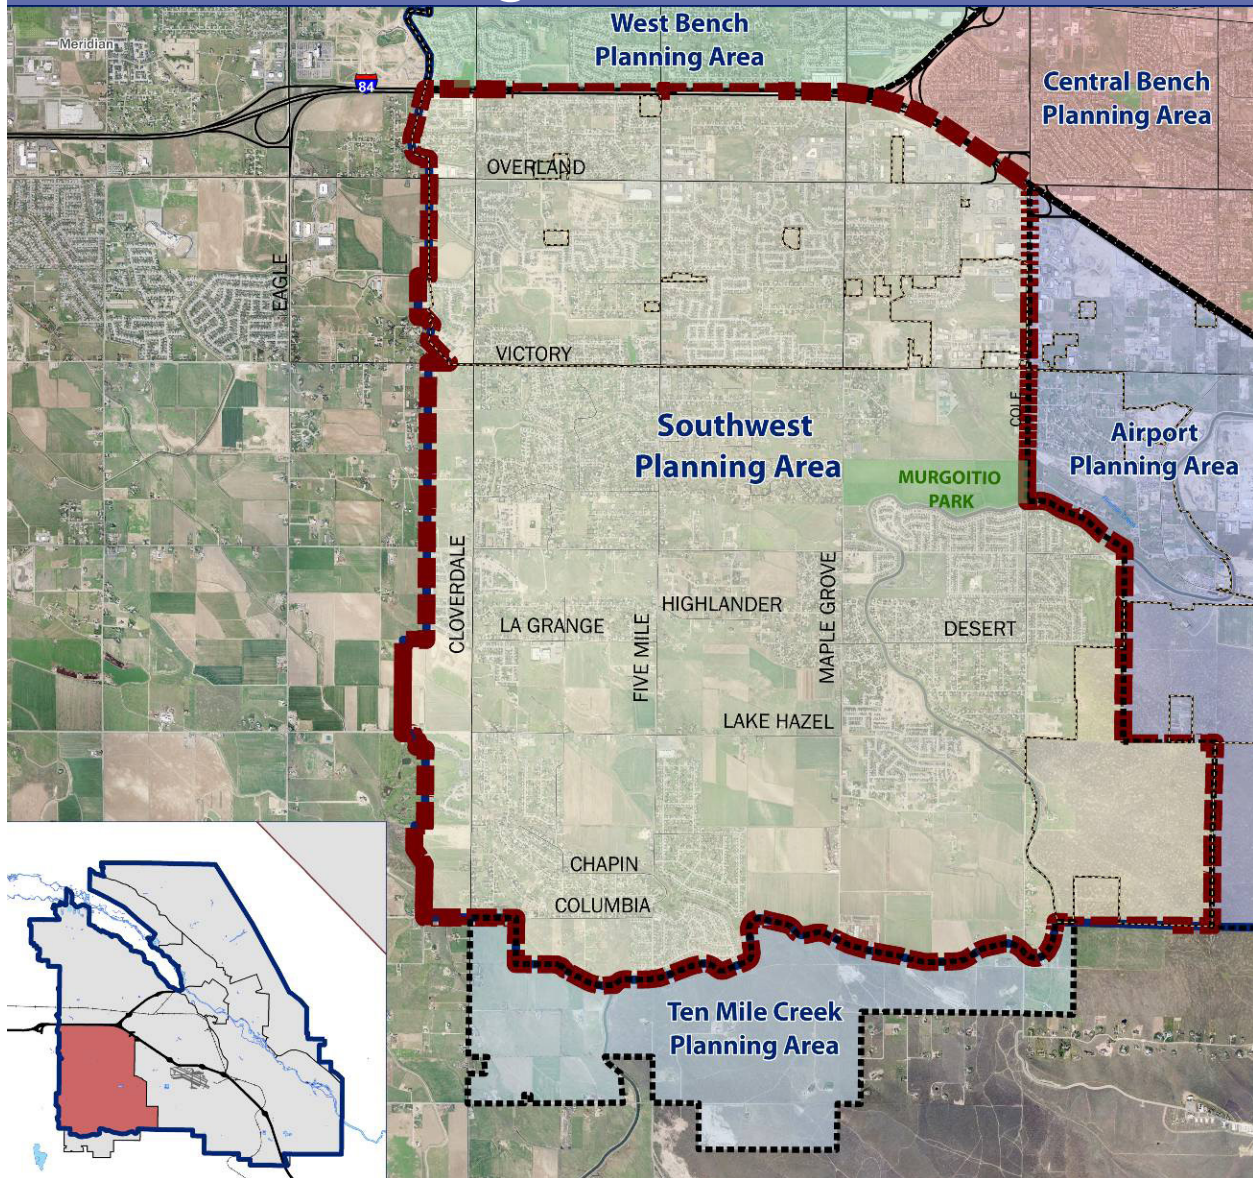 West Bench
Planning Area
Meridian
84
Central Bench
Planning Area
OVERLAND
EAGLE
VICTORY
COLE
Southwest
Planning Area
Airport
Planning Area
MURGOITIO
PARK
CLOVERDALE
MAPLE GROVE
HIGHLANDER
LA GRANGE
FIVE MILE
DESERT
LAKE HAZEL
CHAPIN
COLUMBIA
Ten Mile Creek
Planning Area